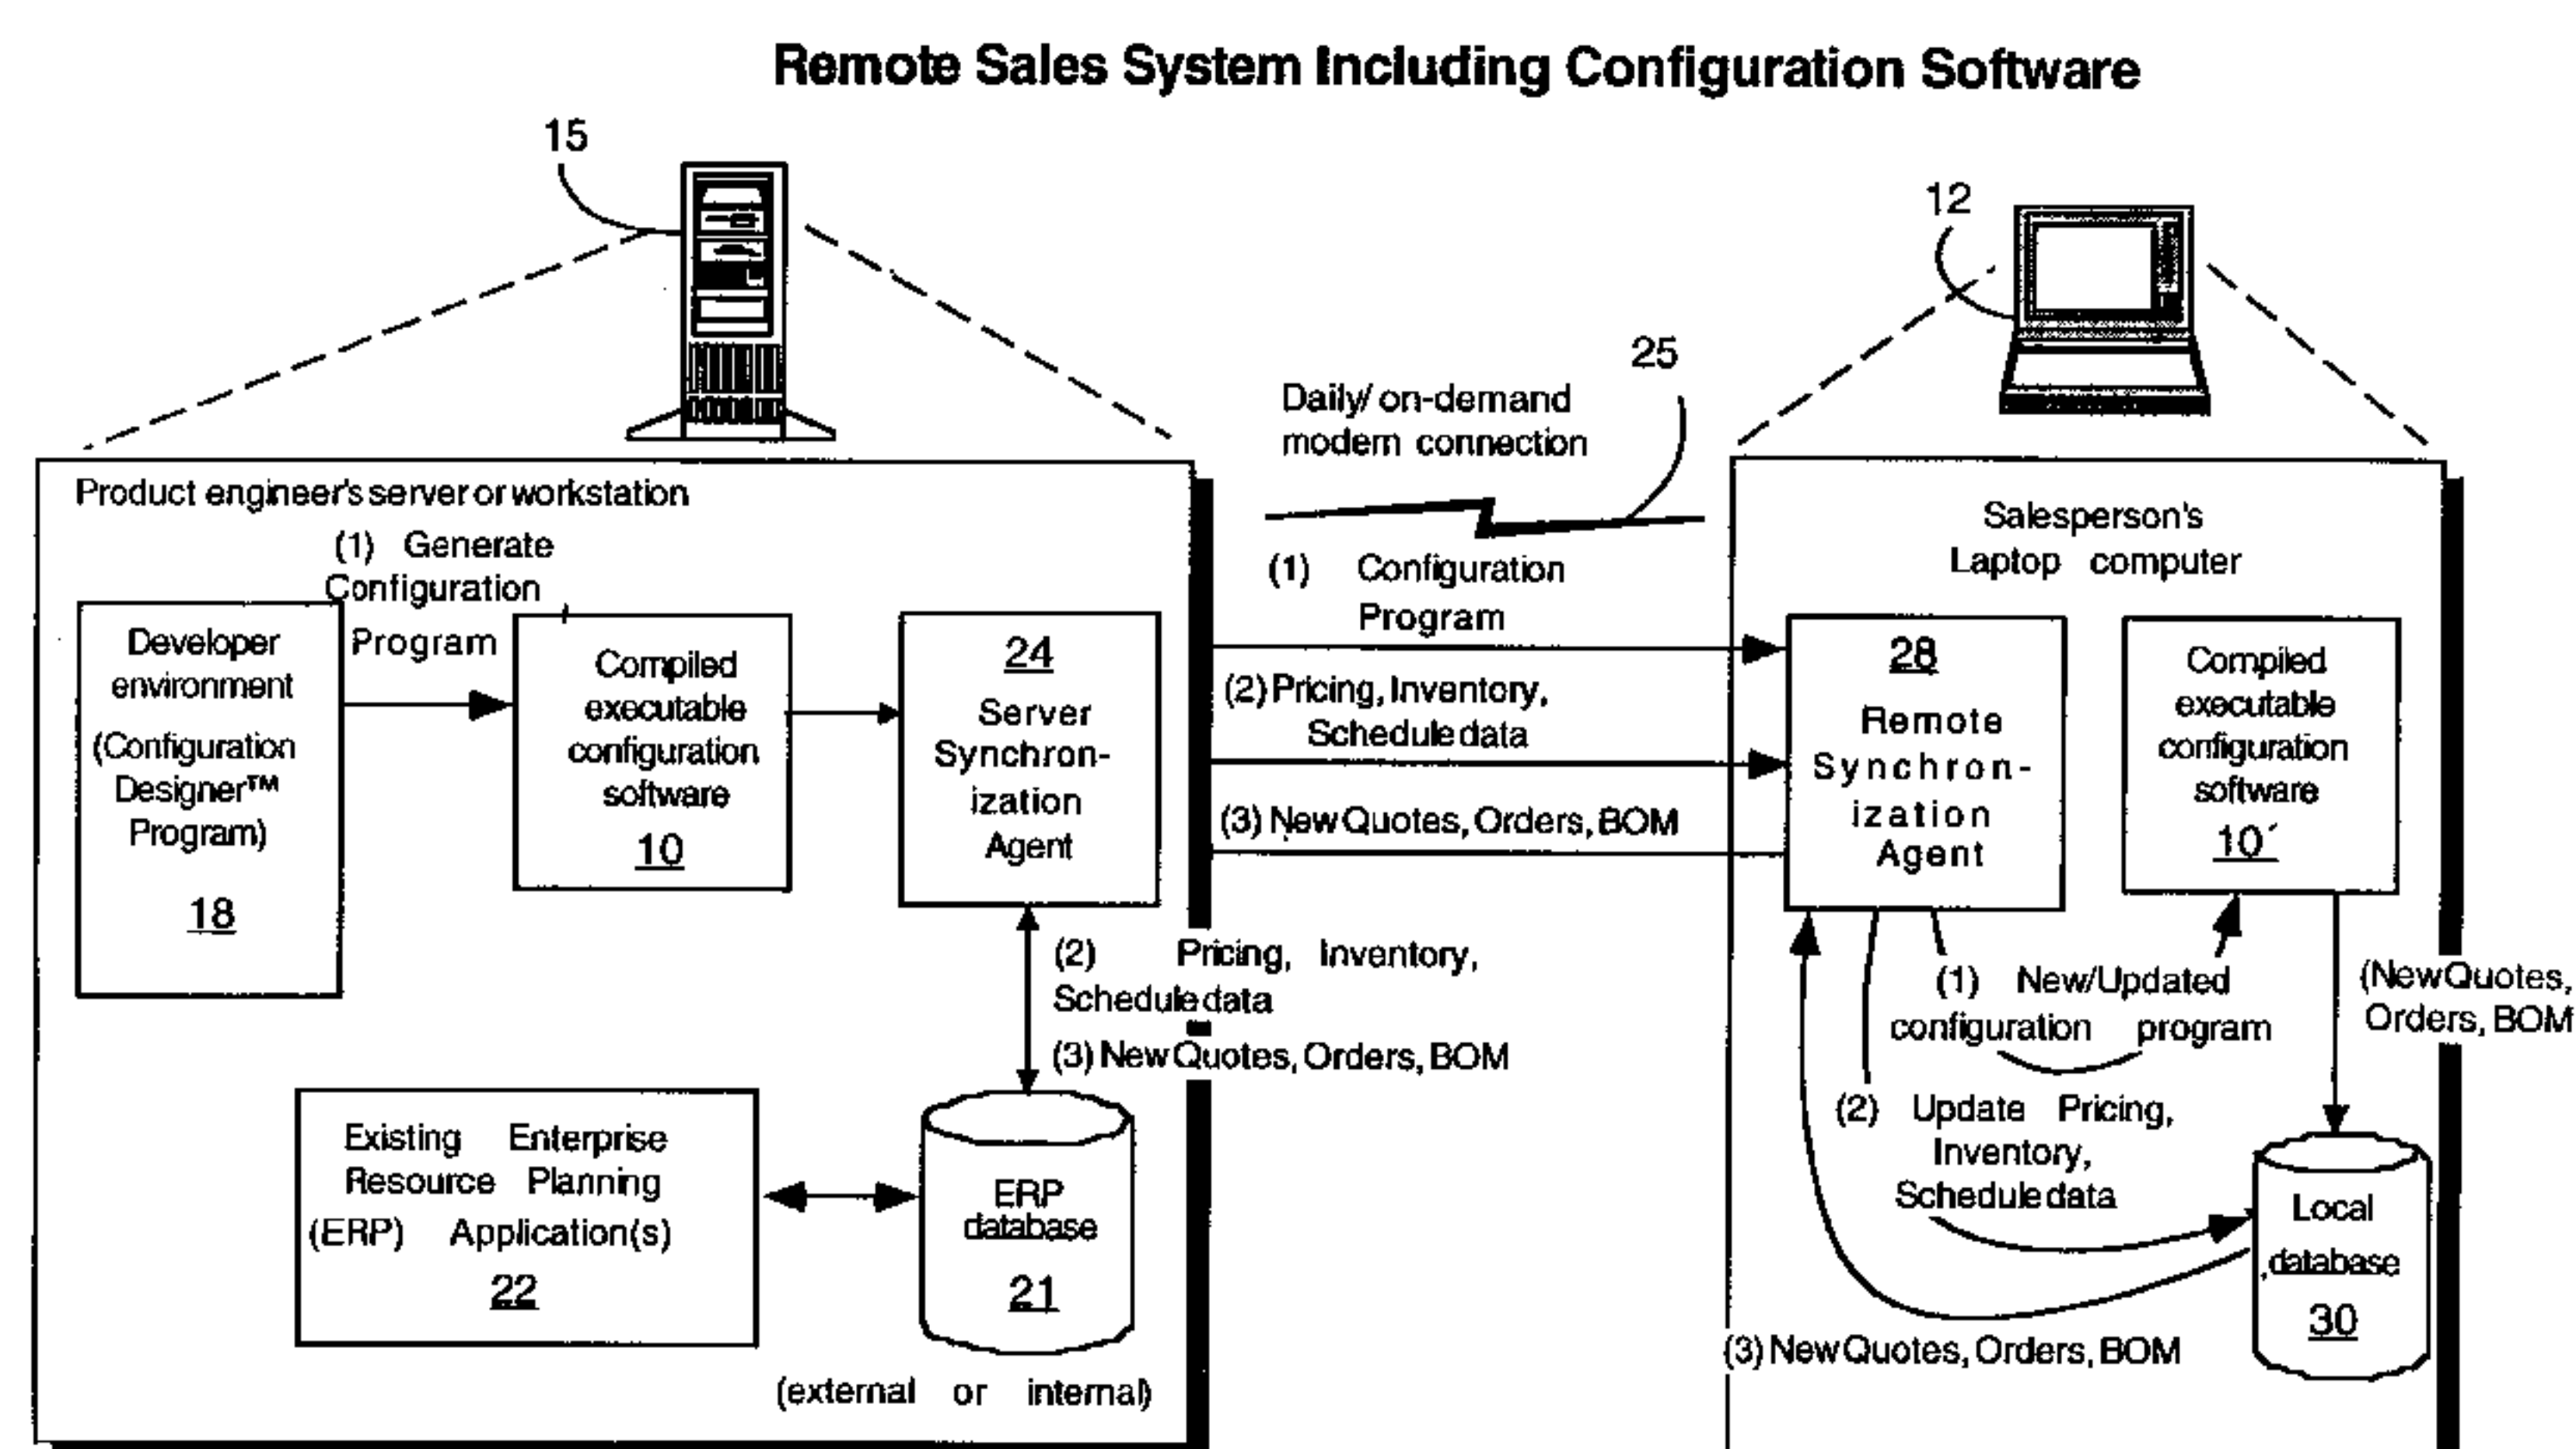 Remote Sales System Including Configuration Software
15
12
25
Daily/ on-demand
modem connection
Product engineer's server or workstation
(1) Generate
Configuration
Program
Developer
environment
(Configuration
Designer™
Program)
18
Compiled
executable
configuration
software
10
24
Server
Synchron-
ization
Agent
(2) Pricing, Inventory,
Schedule data
(3) New Quotes, Orders, BOM
Existing Enterprise
Resource Planning
(ERP) Application(s)
22
ERP
database
21
(external or internal)
(1) Configuration
Program
(2) Pricing, Inventory,
Schedule data
(3) New Quotes, Orders, BOM
Salesperson's
Laptop computer
28
Remote
Synchron-
ization
Agent
Compiled
executable
configuration
software
10´
(1) New/Updated
configuration program
(New Quotes,
Orders, BOM
(2) Update Pricing,
Inventory,
Schedule data
Local
database
30
(3) New Quotes, Orders, BOM